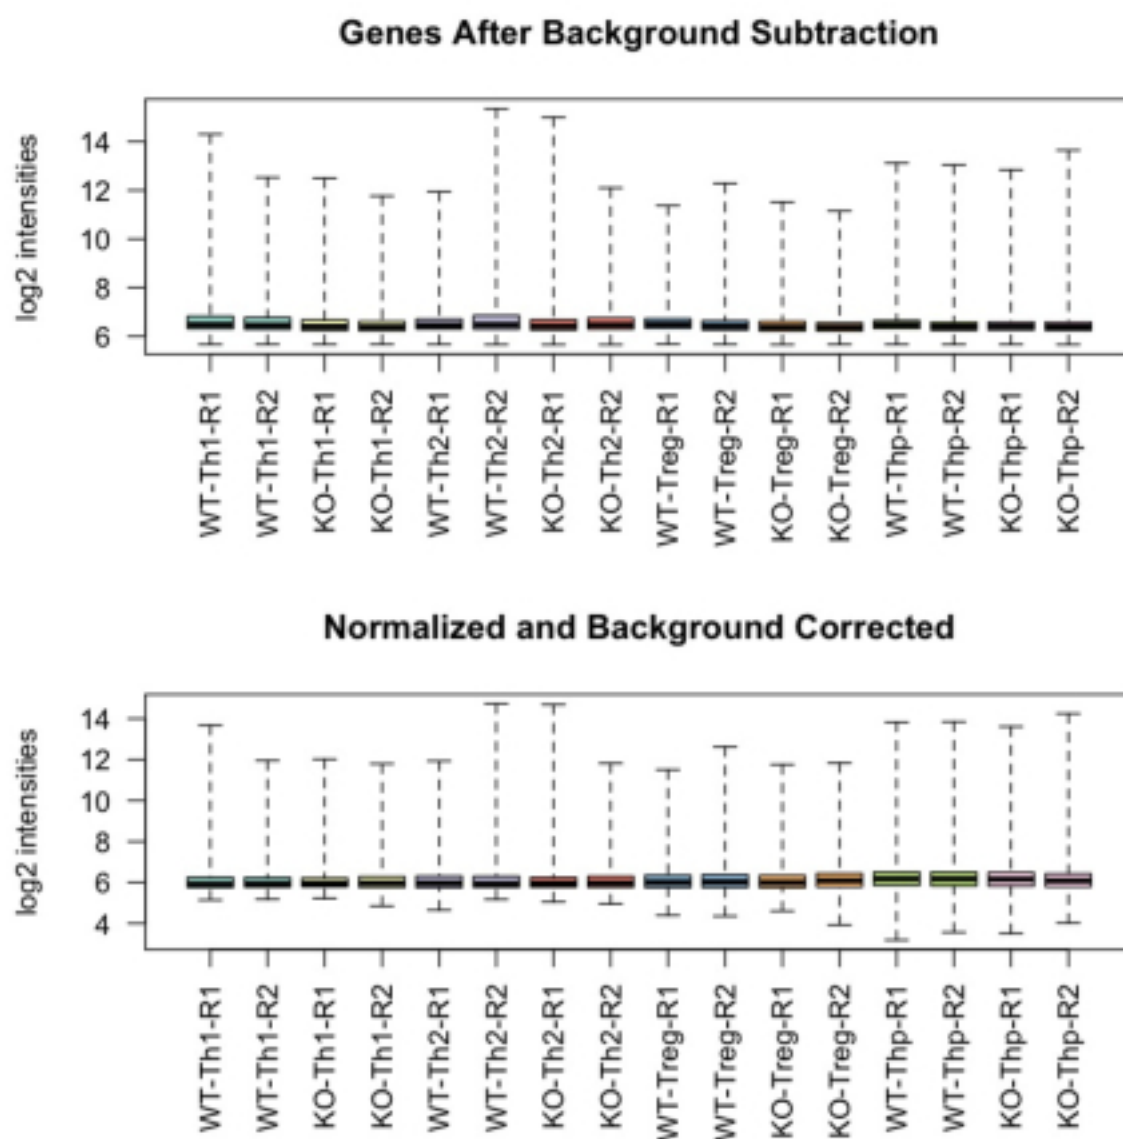 Genes After Background Subtraction
log2 intensities
14
12
10
8
6
WT-Th1-R1
WT-Th1-R2
KO-Th1-R1
KO-Th1-R2
WT-Th2-R1
WT-Th2-R2
KO-Th2-R1
KO-Th2-R2
WT-Treg-R1
WT-Treg-R2
KO-Treg-R1
KO-Treg-R2
WT-Thp-R1
WT-Thp-R2
KO-Thp-R1
KO-Thp-R2
Normalized and Background Corrected
log2 intensities
14
12
10
8
6
4
WT-Th1-R1
WT-Th1-R2
KO-Th1-R1
KO-Th1-R2
WT-Th2-R1
WT-Th2-R2
KO-Th2-R1
KO-Th2-R2
WT-Treg-R1
WT-Treg-R2
KO-Treg-R1
KO-Treg-R2
WT-Thp-R1
WT-Thp-R2
KO-Thp-R1
KO-Thp-R2